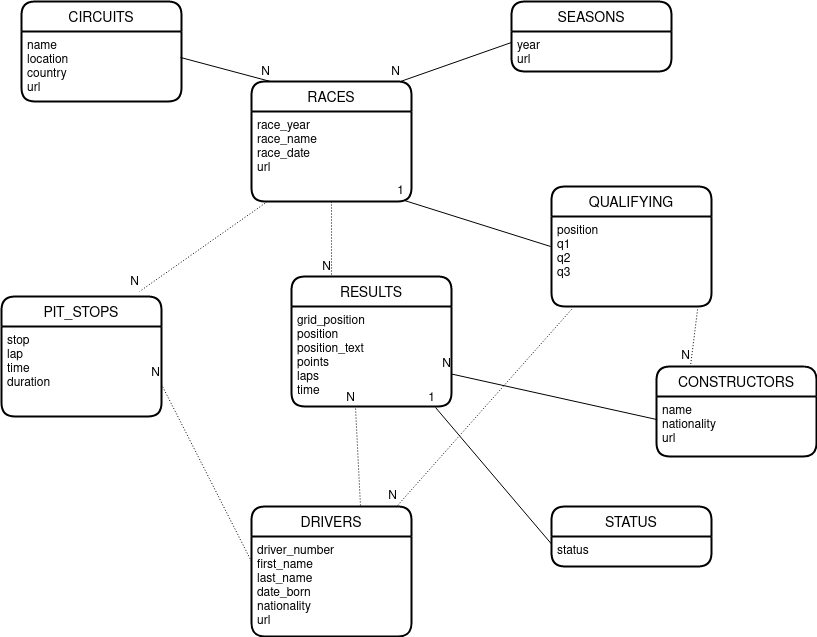 CIRCUITS
name
location
country
url
SEASONS
year
url
N
N
RACES
race_year
race_name
race_date
url
1
QUALIFYING
position
q1
q2
q3
N
N
PIT_STOPS
stop
lap
time
duration
N
RESULTS
grid_position
position
position_text
points
laps
time
N
N
1
N
CONSTRUCTORS
name
nationality
url
N
DRIVERS
driver_number
first_name
last_name
date_born
nationality
url
STATUS
status